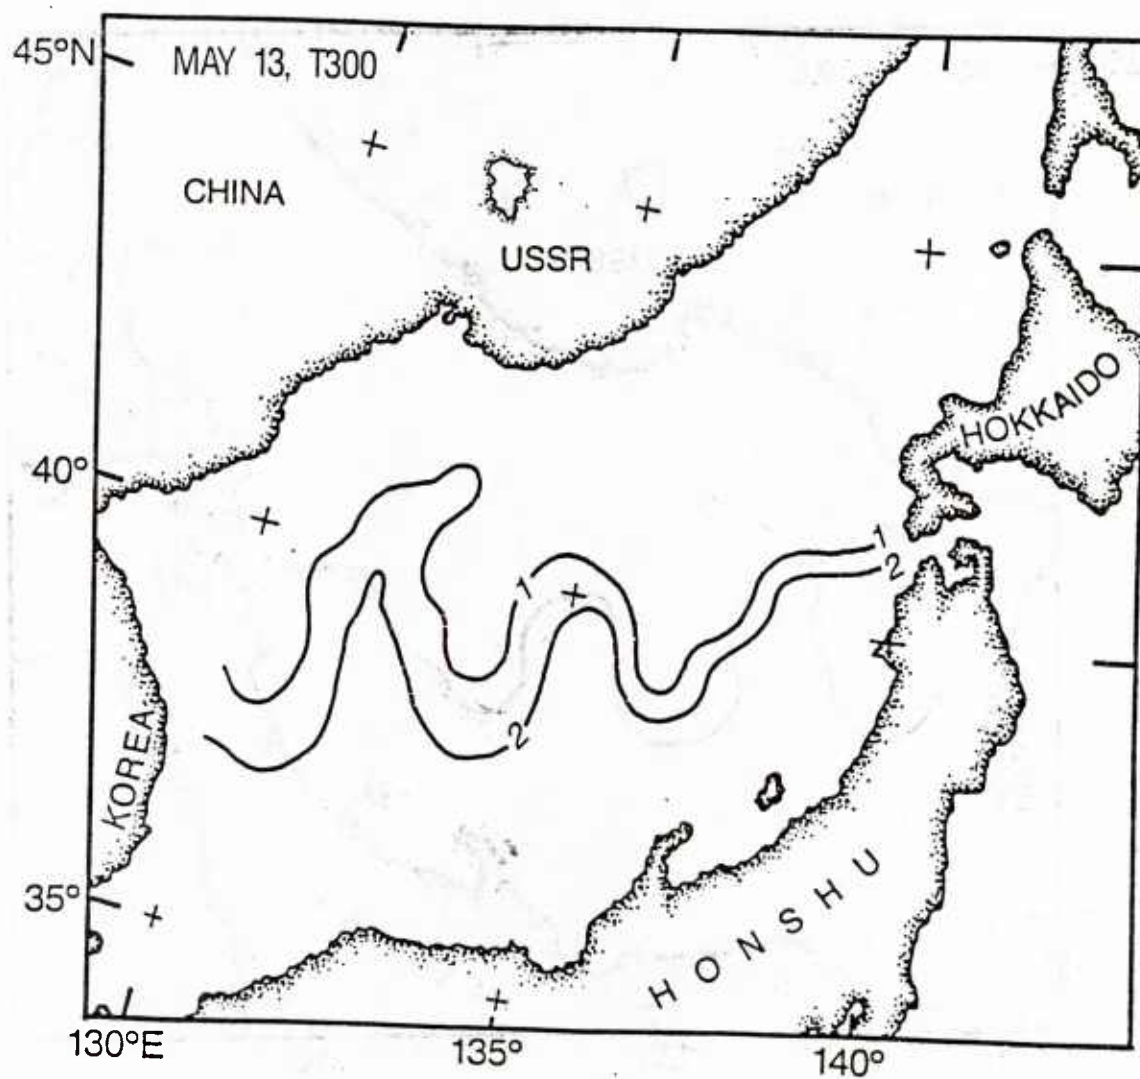 45°N
MAY 13, T300
CHINA
USSR
HOKKAIDO
40°
1
2
1
2
KOREA
35°
HONSHU
130°E
135°
140°